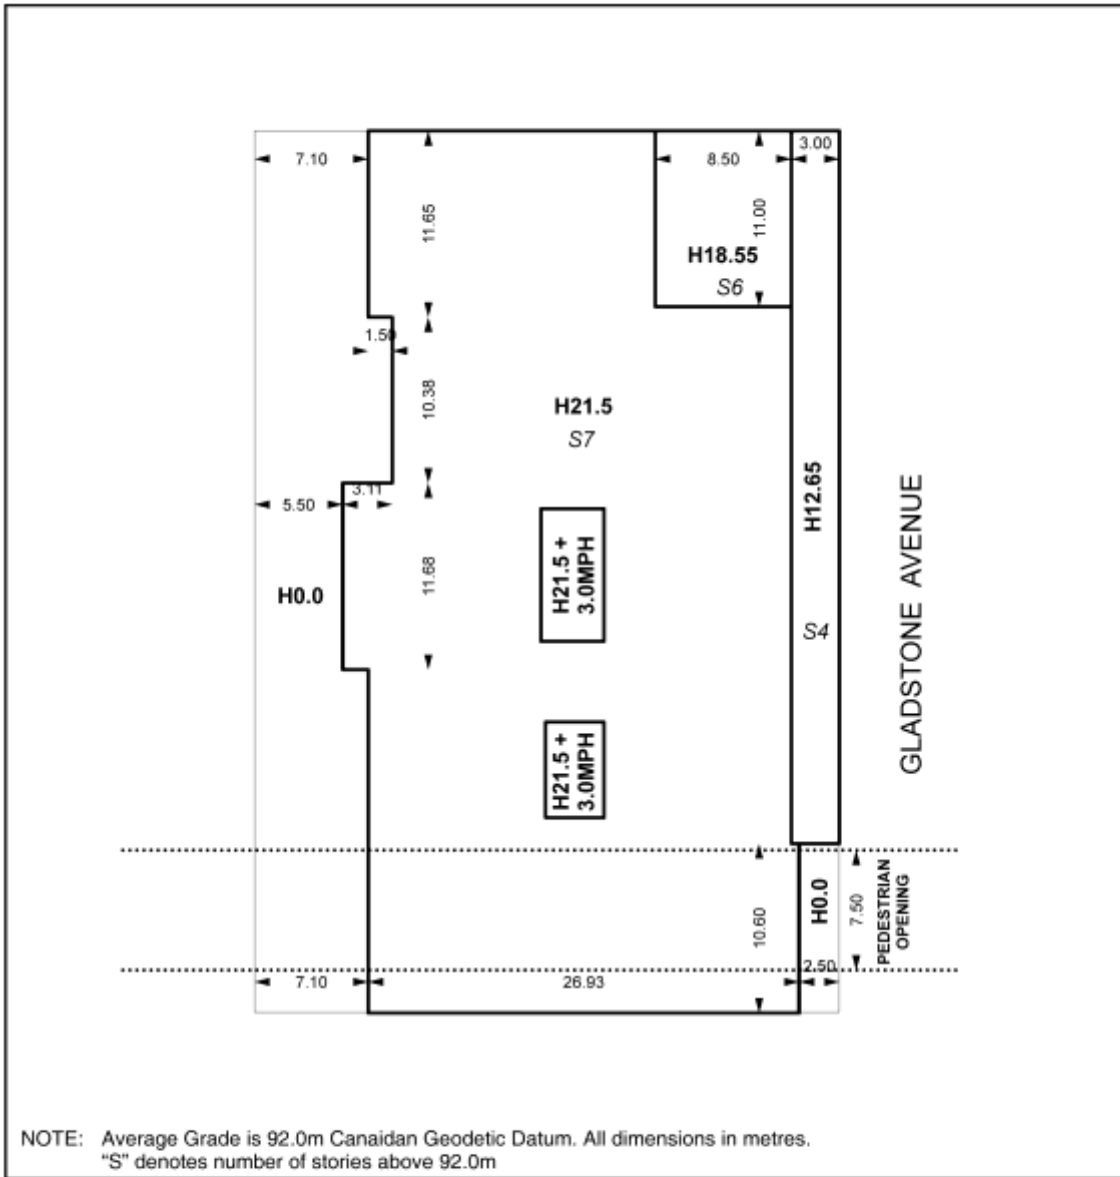 7.10
8.50
3.00
11.65
11.00
H18.55
S6
1.50
10.38
H21.5
S7
H12.65
5.50
3.11
11.68
H21.5 +
3.0MPH
H0.0
S4
GLADSTONE AVENUE
H21.5 +
3.0MPH
10.60
H0.0
7.50
PEDESTRIAN
OPENING
2.50
7.10
26.93
NOTE: Average Grade is 92.0m Canaidan Geodetic Datum. All dimensions in metres.
“S” denotes number of stories above 92.0m